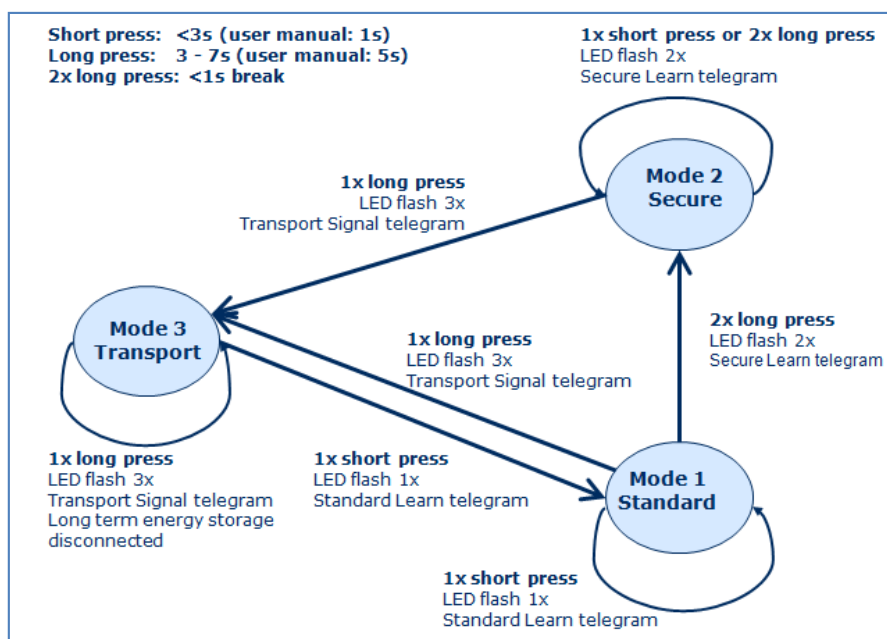 Short press: <3s (user manual: 1s)
Long press: 3 - 7s (user manual: 5s)
2x long press: <1s break
1x short press or 2x long press
LED flash 2x
Secure Learn telegram
Mode 2
Secure
1x long press
LED flash 3x
Transport Signal telegram
Mode 3
Transport
1x long press
LED flash 3x
Transport Signal telegram
2x long press
LED flash 2x
Secure Learn telegram
1x long press
LED flash 3x
Transport Signal telegram
Long term energy storage
disconnected
1x short press
LED flash 1x
Standard Learn telegram
Mode 1
Standard
1x short press
LED flash 1x
Standard Learn telegram